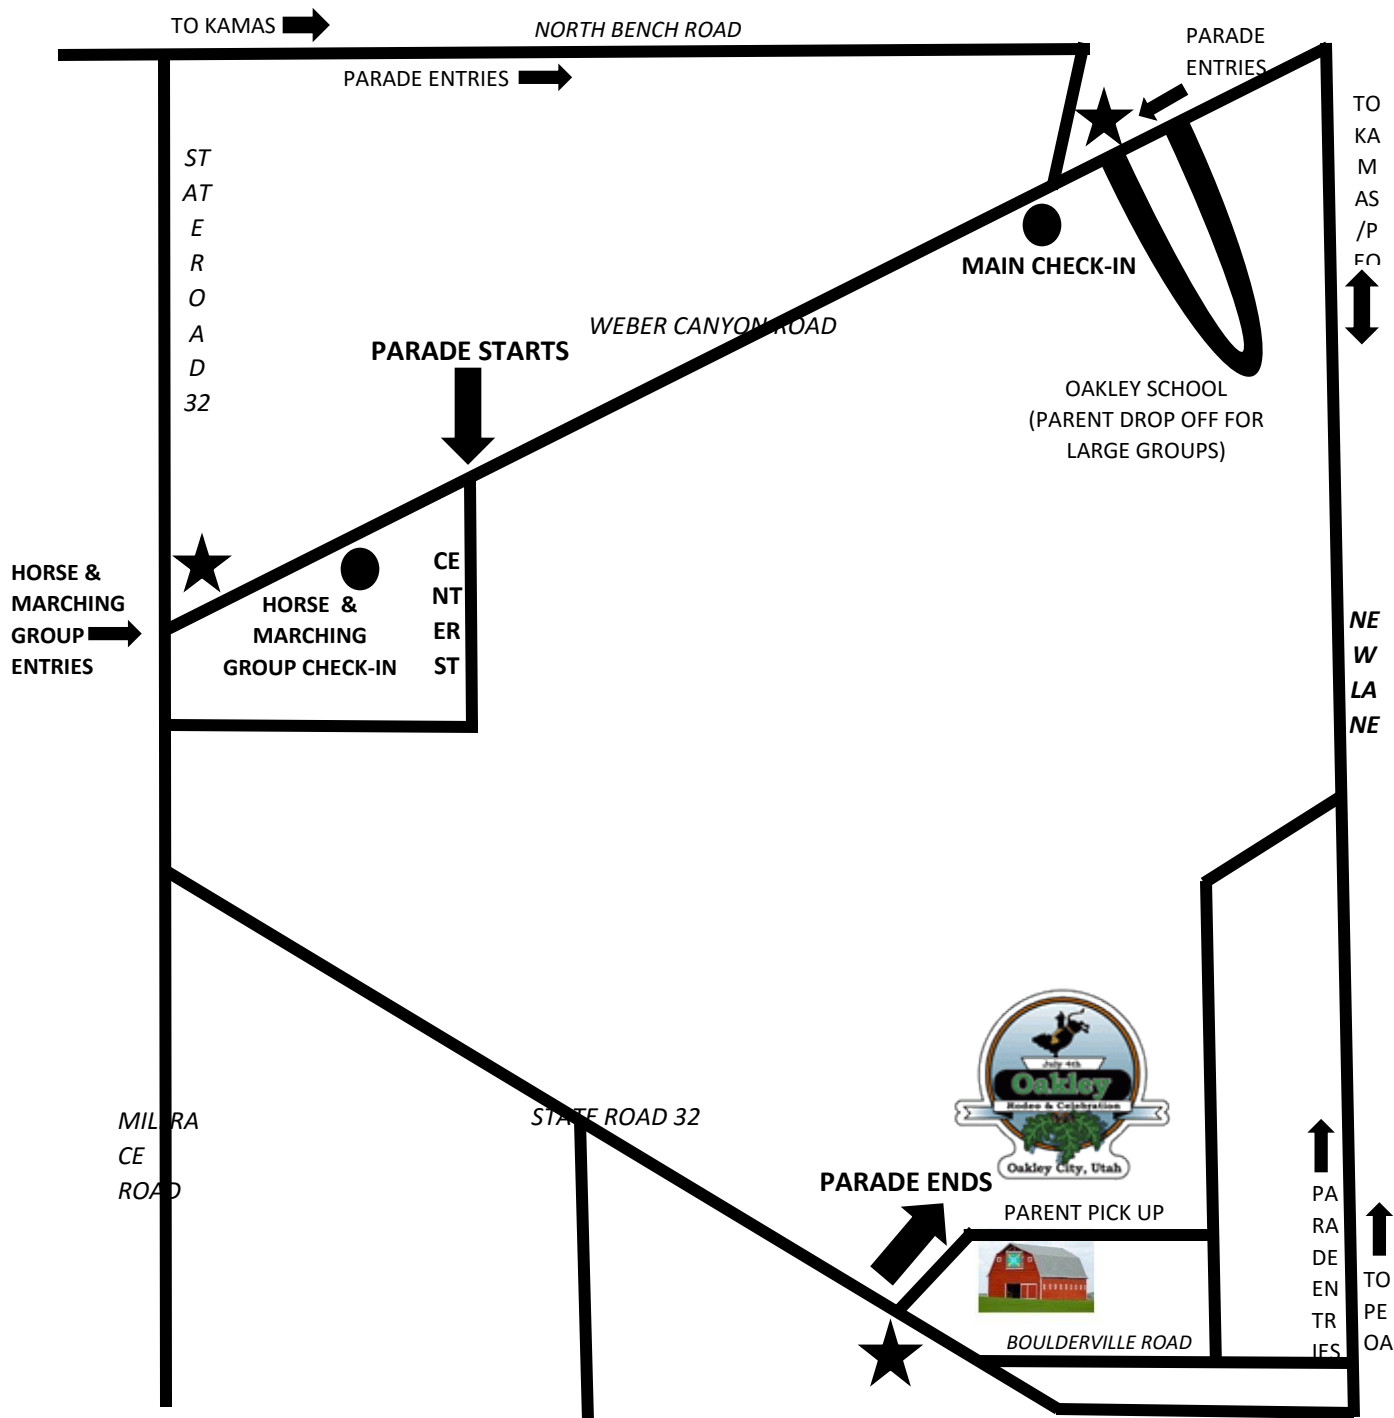 TO KAMAS
NORTH BENCH ROAD
PARADE ENTRIES
PARADE
ENTRIES
TO
KA
M
AS
/P
EO
ST
AT
E
R
O
A
D
32
MAIN CHECK-IN
WEBER CANYON ROAD
PARADE STARTS
OAKLEY SCHOOL
(PARENT DROP OFF FOR
LARGE GROUPS)
HORSE &
MARCHING
GROUP
ENTRIES
HORSE &
MARCHING
GROUP CHECK-IN
CE
NT
ER
ST
NE
W
LA
NE
July 4th
Oakley
Rodeo & Celebration
Oakley City, Utah
MILLRA
CE
ROAD
STATE ROAD 32
PARADE ENDS
PARENT PICK UP
BOULDERVILLE ROAD
PA
RA
DE
EN
TR
IES
TO
PE
OA